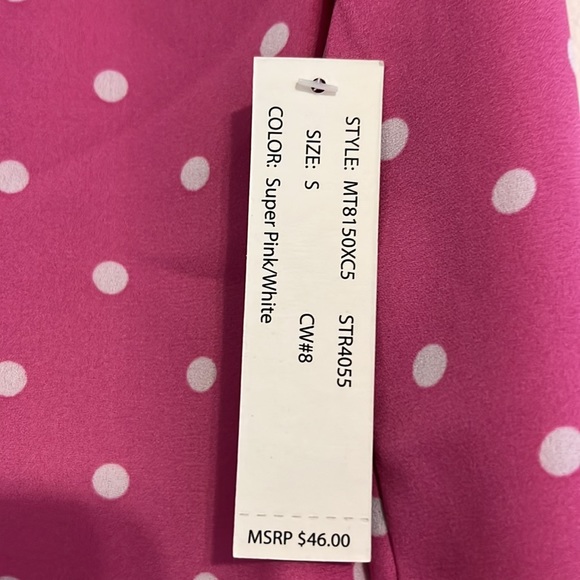 STYLE: MT8150XC5 STR4055
SIZE: S CW#8
COLOR: Super Pink/White
MSRP $46.00